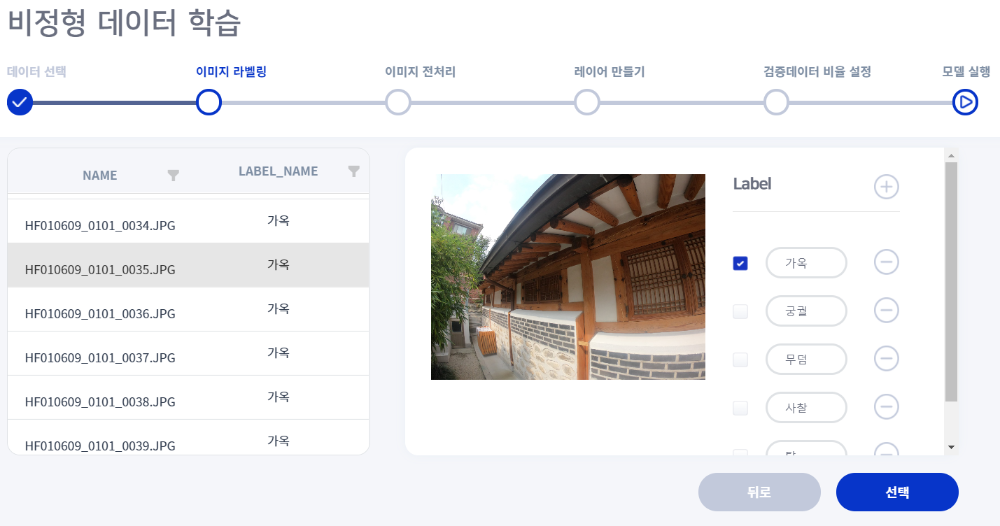 비정형 데이터 학습
데이터 선택
이미지 라벨링
이미지 전처리
레이어 만들기
검증데이터 비율 설정
모델 실행
NAME
LABEL_NAME
HF010609_0101_0034.JPG 가옥
HF010609_0101_0035.JPG 가옥
HF010609_0101_0036.JPG 가옥
HF010609_0101_0037.JPG 가옥
HF010609_0101_0038.JPG 가옥
HF010609_0101_0039.JPG 가옥
Label
가옥
궁궐
무덤
사찰
뒤로
선택